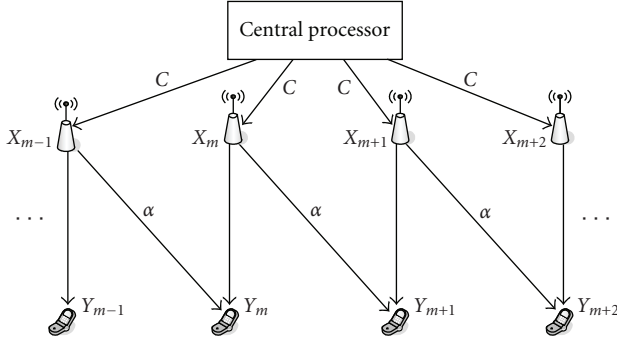 Central processor
C C C C
X_{m−1} X_m X_{m+1} X_{m+2}
α α α
... ...
Y_{m−1} Y_m Y_{m+1} Y_{m+2}